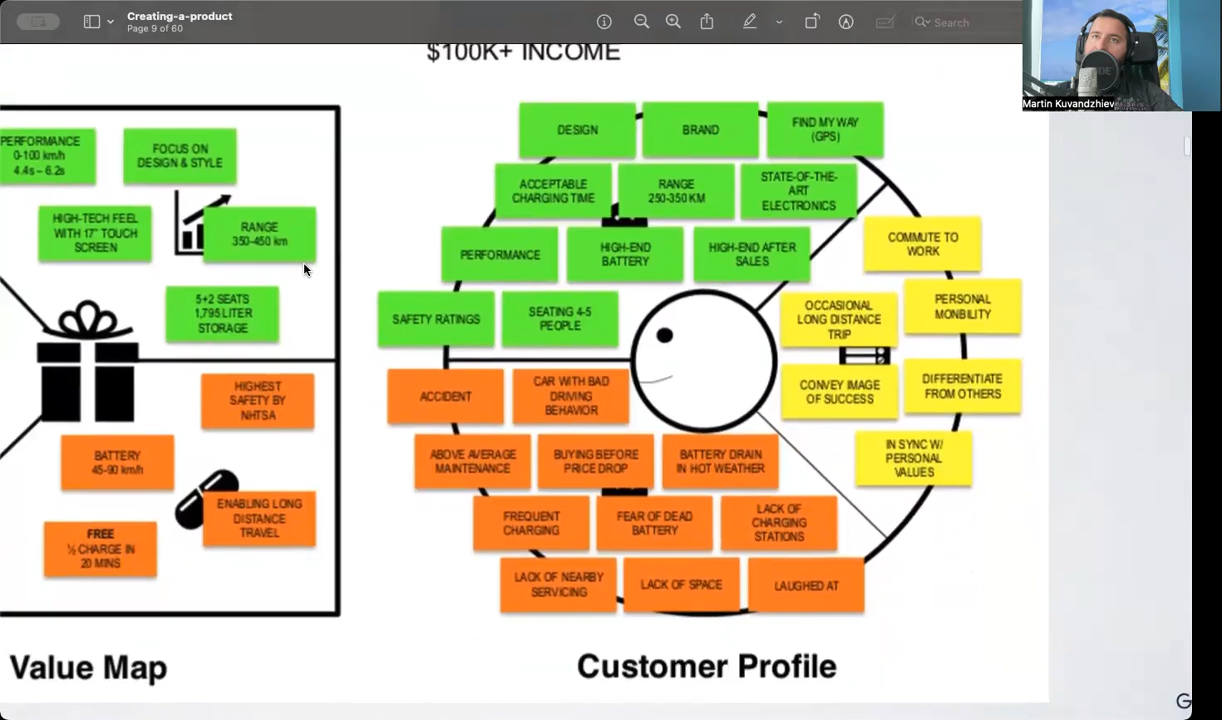 Creating-a-product
Page 9 of 60
Search
Martin Kuvandzhiev
$100K+ INCOME
PERFORMANCE
0-100 km/h
4.4s – 6.2s
FOCUS ON
DESIGN & STYLE
HIGH-TECH FEEL
WITH 17" TOUCH
SCREEN
RANGE
350-450 km
5+2 SEATS
1,795 LITER
STORAGE
HIGHEST
SAFETY BY
NHTSA
BATTERY
45-90 km/h
ENABLING LONG
DISTANCE
TRAVEL
FREE
½ CHARGE IN
20 MINS
Value Map
DESIGN
BRAND
FIND MY WAY
(GPS)
ACCEPTABLE
CHARGING TIME
RANGE
250-350 KM
STATE-OF-THE-
ART
ELECTRONICS
PERFORMANCE
HIGH-END
BATTERY
HIGH-END AFTER
SALES
SAFETY RATINGS
SEATING 4-5
PEOPLE
COMMUTE TO
WORK
OCCASIONAL
LONG DISTANCE
TRIP
PERSONAL
MONBILITY
CONVEY IMAGE
OF SUCCESS
DIFFERENTIATE
FROM OTHERS
IN SYNC W/
PERSONAL
VALUES
ACCIDENT
CAR WITH BAD
DRIVING
BEHAVIOR
ABOVE AVERAGE
MAINTENANCE
BUYING BEFORE
PRICE DROP
BATTERY DRAIN
IN HOT WEATHER
FREQUENT
CHARGING
FEAR OF DEAD
BATTERY
LACK OF
CHARGING
STATIONS
LACK OF NEARBY
SERVICING
LACK OF SPACE
LAUGHED AT
Customer Profile
G